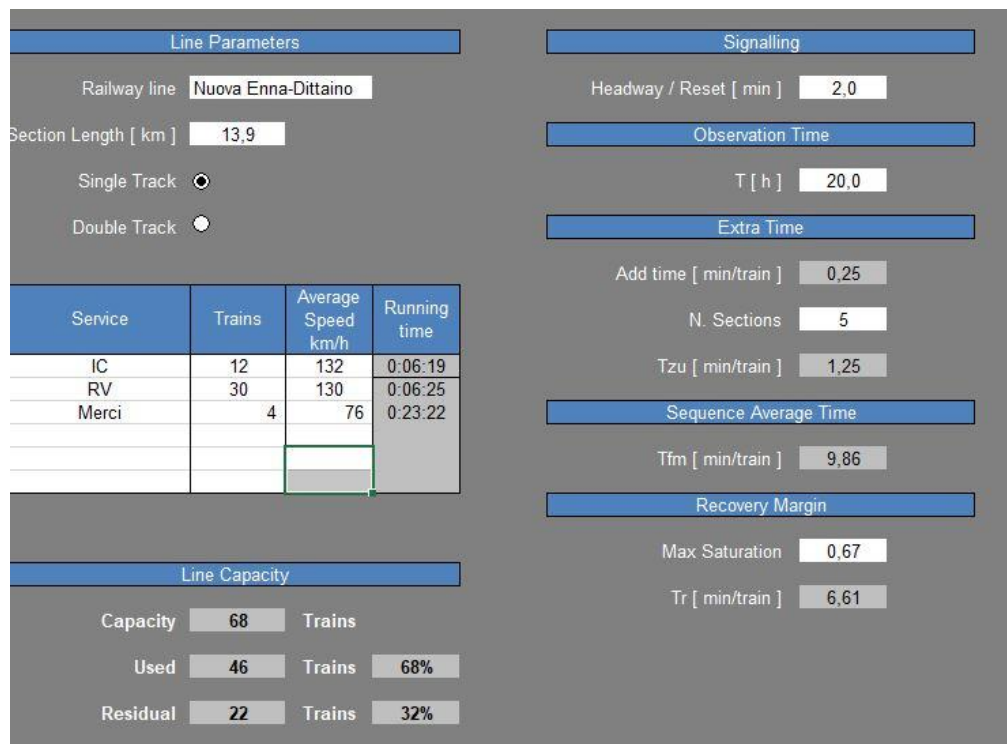 Line Parameters
Railway line Nuova Enna-Dittaino
Section Length [ km ] 13,9
Single Track
Double Track
Service Trains Average Speed km/h Running time
IC 12 132 0:06:19
RV 30 130 0:06:25
Merci 4 76 0:23:22
Line Capacity
Capacity 68 Trains
Used 46 Trains 68%
Residual 22 Trains 32%
Signalling
Headway / Reset [ min ] 2,0
Observation Time
T [ h ] 20,0
Extra Time
Add time [ min/train ] 0,25
N. Sections 5
Tzu [ min/train ] 1,25
Sequence Average Time
Tfm [ min/train ] 9,86
Recovery Margin
Max Saturation 0,67
Tr [ min/train ] 6,61